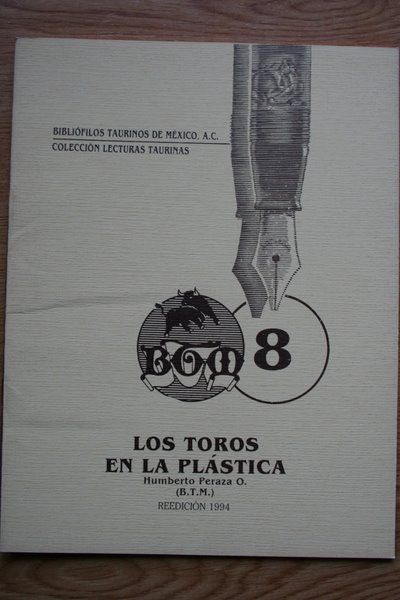 BIBLIÓFILOS TAURINOS DE MÉXICO, A.C.
COLECCIÓN LECTURAS TAURINAS
BTM
8
LOS TOROS
EN LA PLÁSTICA
Humberto Peraza O.
(B.T.M.)
REEDICIÓN 1994